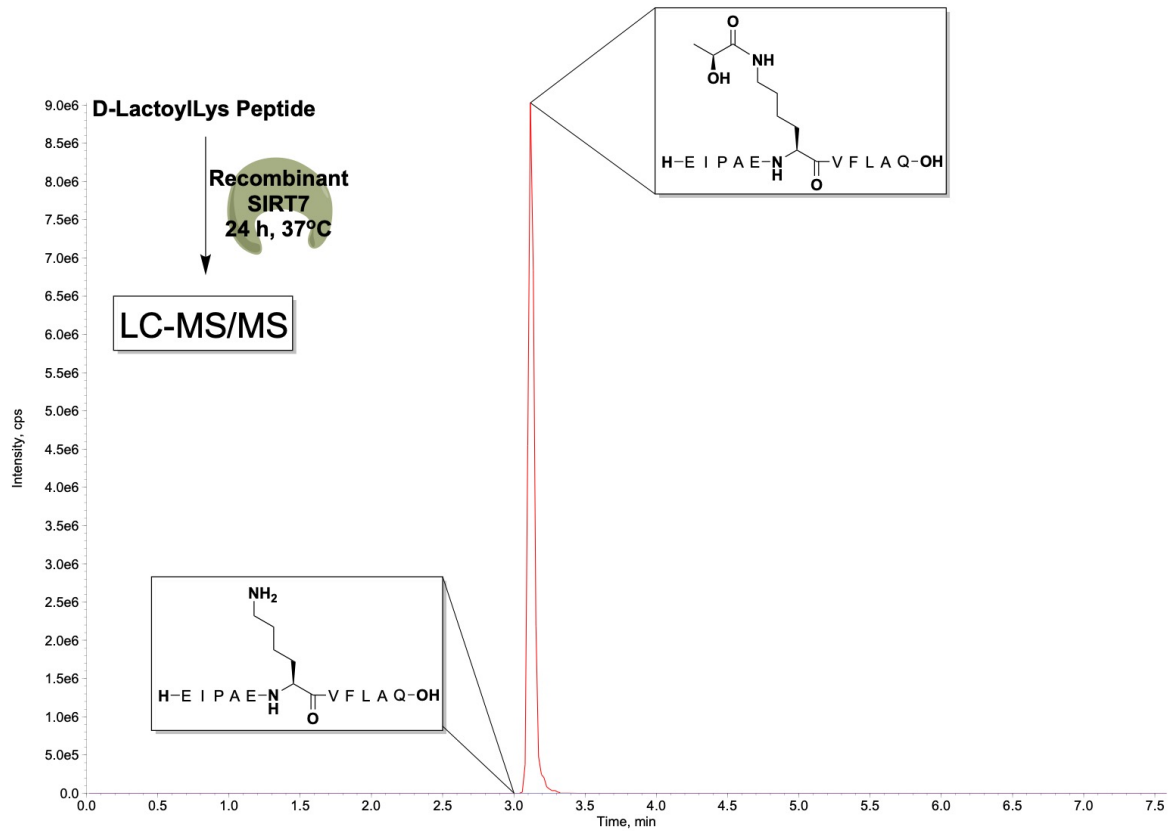 O
NH
OH
H–E I P A E–N
H
O
V F L A Q–OH
9.0e6
D-LactoylLys Peptide
8.5e6
8.0e6
Recombinant
SIRT7
24 h, 37ºC
7.5e6
7.0e6
6.5e6
LC-MS/MS
6.0e6
5.5e6
5.0e6
4.5e6
4.0e6
3.5e6
3.0e6
2.5e6
2.0e6
1.5e6
1.0e6
5.0e5
0.0
Intensity, cps
NH2
H–E I P A E–N
H
O
V F L A Q–OH
0.0 0.5 1.0 1.5 2.0 2.5 3.0 3.5 4.0 4.5 5.0 5.5 6.0 6.5 7.0 7.5
Time, min